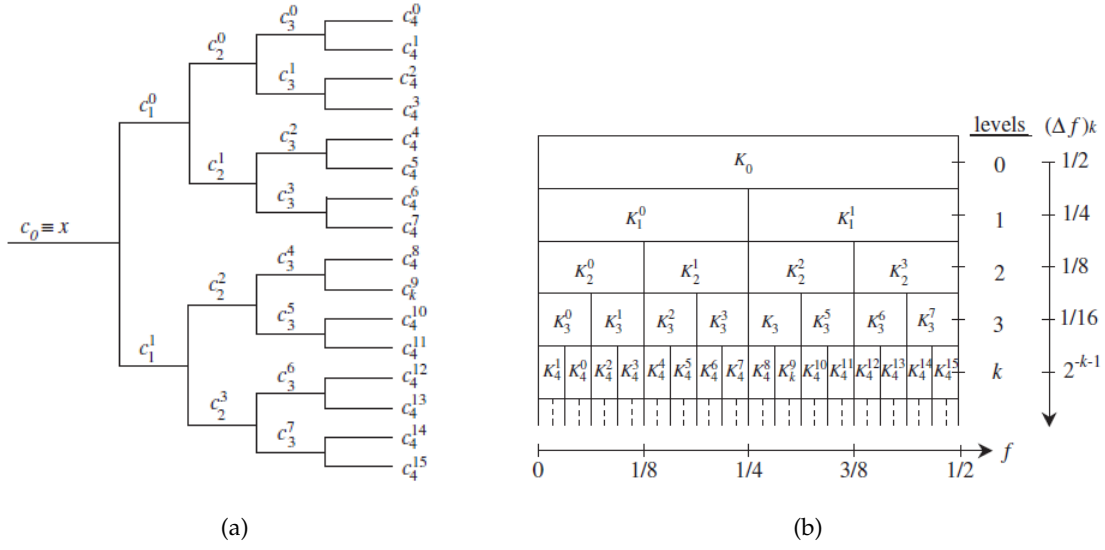 c_0 ≡ x
c_1^0
c_1^1
c_2^0
c_2^1
c_2^2
c_2^3
c_3^0
c_3^1
c_3^2
c_3^3
c_3^4
c_3^5
c_3^6
c_3^7
c_4^0
c_4^1
c_4^2
c_4^3
c_4^4
c_4^5
c_4^6
c_4^7
c_4^8
c_k^9
c_4^10
c_4^11
c_4^12
c_4^13
c_4^14
c_4^15
(a)
levels (Δf)k
K_0 0 1/2
K_1^0 K_1^1 1 1/4
K_2^0 K_2^1 K_2^2 K_2^3 2 1/8
K_3^0 K_3^1 K_3^2 K_3^3 K_3 K_3^5 K_3^6 K_3^7 3 1/16
K_4^1 K_4^0 K_4^2 K_4^3 K_4^4 K_4^5 K_4^6 K_4^7 K_4^8 K_k^9 K_4^10 K_4^11 K_4^12 K_4^13 K_4^14 K_4^15 k 2^-k-1
0 1/8 1/4 3/8 1/2 f
(b)